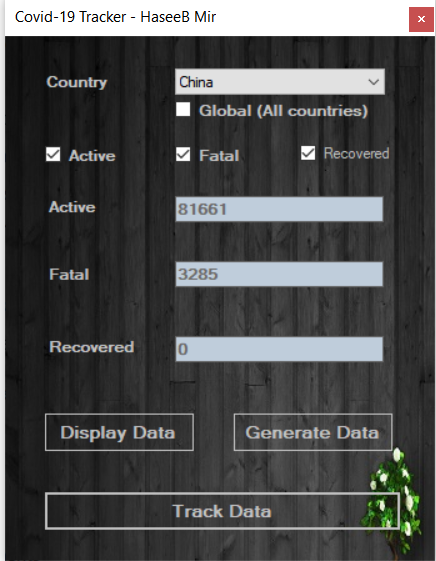 Covid-19 Tracker - HaseeB Mir
Country China
Global (All countries)
Active Fatal Recovered
Active 81661
Fatal 3285
Recovered 0
Display Data Generate Data
Track Data